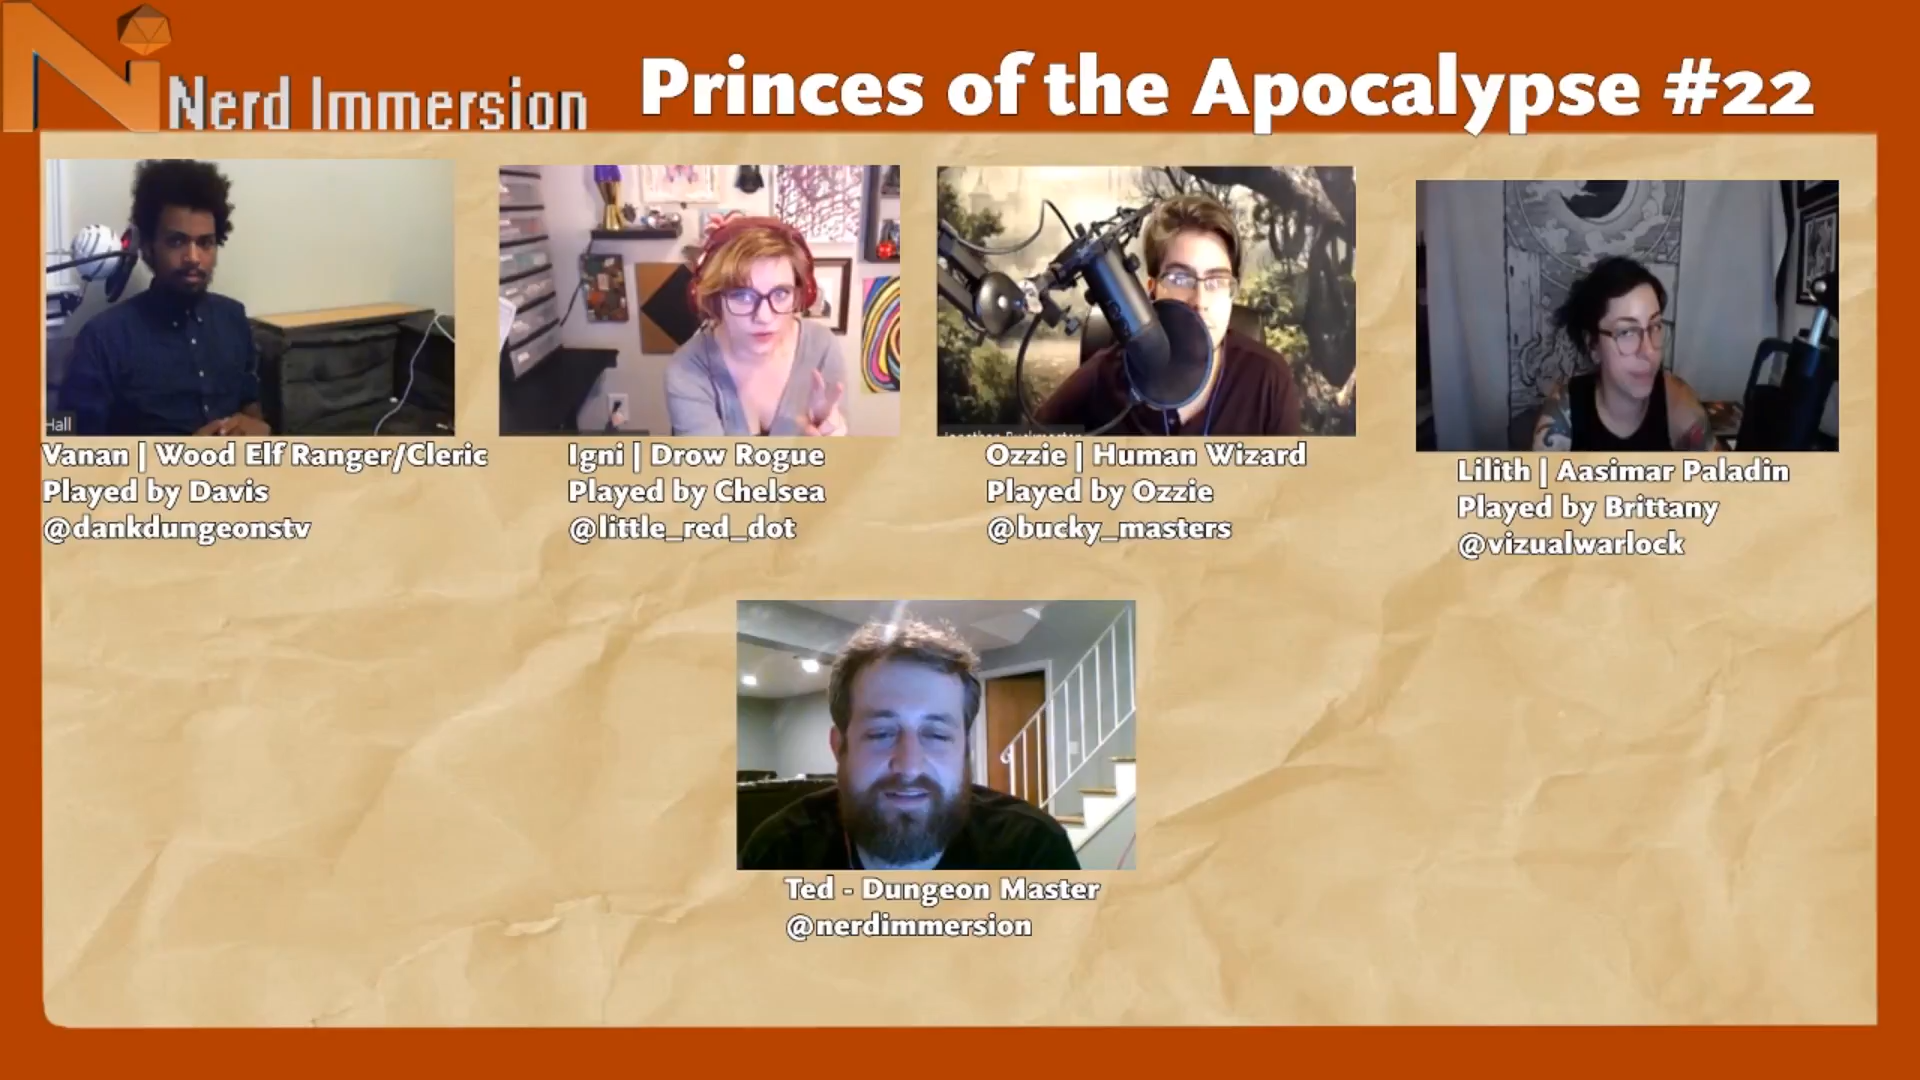 Nerd Immersion
Princes of the Apocalypse #22
Hall
Vanan | Wood Elf Ranger/Cleric
Played by Davis
@dankdungeonstv
Igni | Drow Rogue
Played by Chelsea
@little_red_dot
Ozzie | Human Wizard
Played by Ozzie
@bucky_masters
Lilith | Aasimar Paladin
Played by Brittany
@vizualwarlock
Ted - Dungeon Master
@nerdimmersion